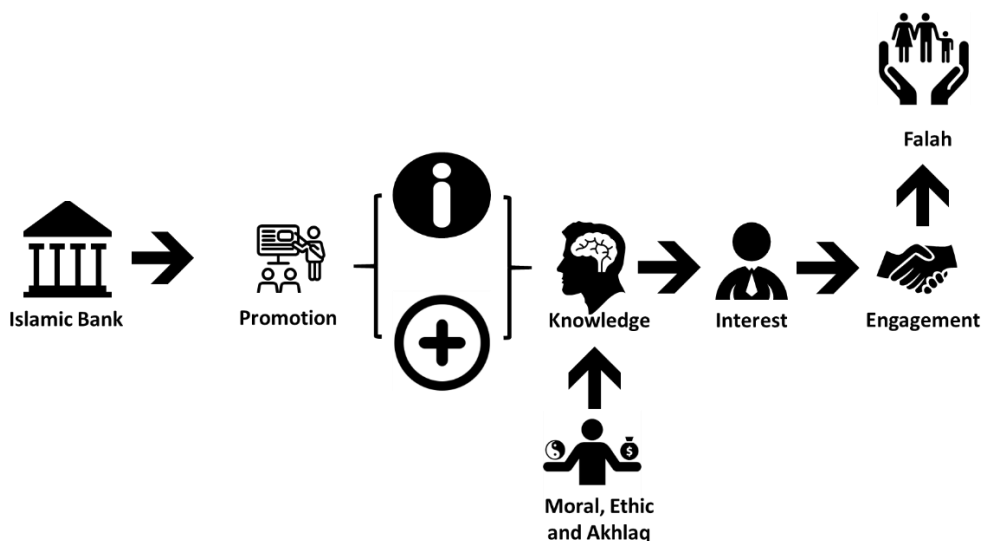 Falah
Islamic Bank
Promotion
Knowledge
Interest
Engagement
Moral, Ethic
and Akhlaq